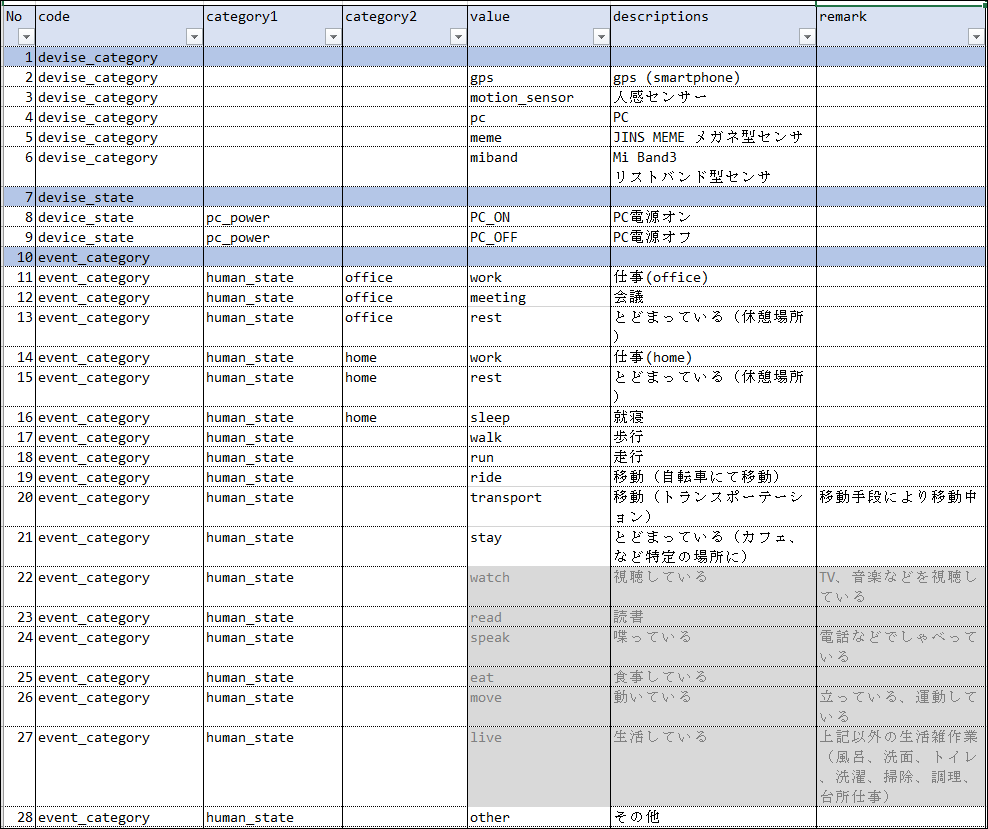 No code category1 category2 value descriptions remark
1 devise_category
2 devise_category gps gps (smartphone)
3 devise_category motion_sensor 人感センサー
4 devise_category pc PC
5 devise_category meme JINS MEME メガネ型センサ
6 devise_category miband Mi Band3
リストバンド型センサ
7 devise_state
8 device_state pc_power PC_ON PC電源オン
9 device_state pc_power PC_OFF PC電源オフ
10 event_category
11 event_category human_state office work 仕事(office)
12 event_category human_state office meeting 会議
13 event_category human_state office rest とどまっている（休憩場所
）
14 event_category human_state home work 仕事(home)
15 event_category human_state home rest とどまっている（休憩場所
）
16 event_category human_state home sleep 就寝
17 event_category human_state walk 歩行
18 event_category human_state run 走行
19 event_category human_state ride 移動（自転車にて移動）
20 event_category human_state transport 移動（トランスポーテーシ 移動手段により移動中
ョン）
21 event_category human_state stay とどまっている（カフェ、
など特定の場所に）
22 event_category human_state watch 視聴している TV、音楽などを視聴し
ている
23 event_category human_state read 読書
24 event_category human_state speak 喋っている 電話などでしゃべって
いる
25 event_category human_state eat 食事している
26 event_category human_state move 動いている 立っている、運動して
いる
27 event_category human_state live 生活している 上記以外の生活雑作業
（風呂、洗面、トイレ
、洗濯、掃除、調理、
台所仕事）
28 event_category human_state other その他